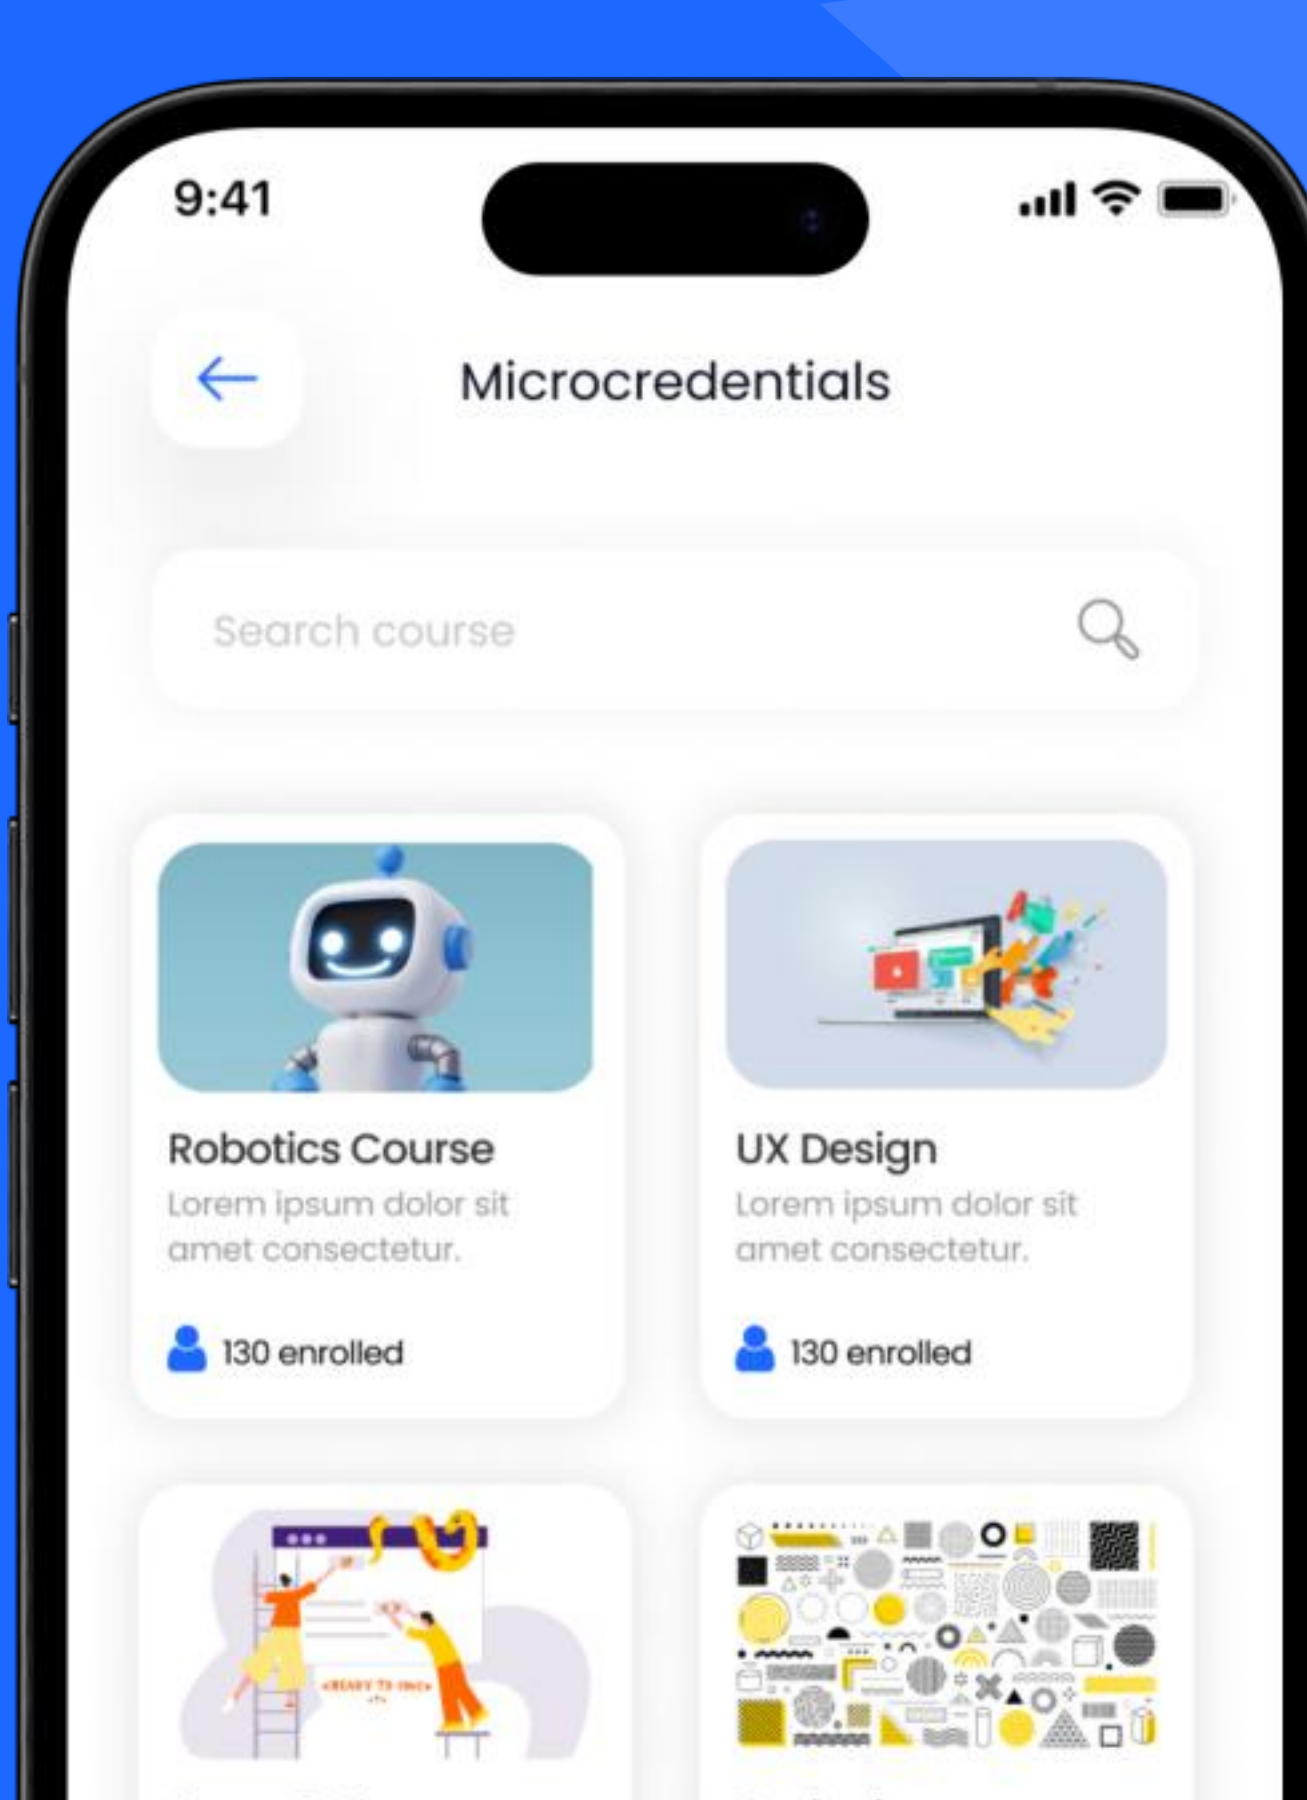 9:41
Microcredentials
Search course
Robotics Course
Lorem ipsum dolor sit
amet consectetur.
130 enrolled
UX Design
Lorem ipsum dolor sit
amet consectetur.
130 enrolled